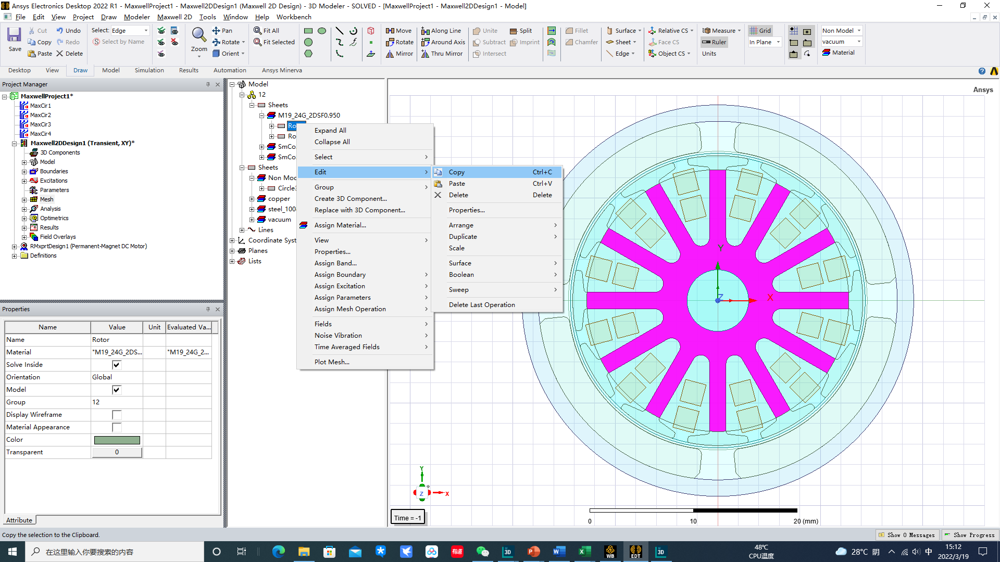 Ansys Electronics Desktop 2022 R1 - MaxwellProject1 - Maxwell2DDesign1 (Maxwell 2D Design) - 3D Modeler - SOLVED - [MaxwellProject1 - Maxwell2DDesign1 - Model]
File Edit View Project Draw Modeler Maxwell 2D Tools Window Help Workbench
Save
Cut
Copy
Paste
Undo
Redo
Delete
Select: Edge
Select by Name
Zoom
Pan
Rotate
Orient
Fit All
Fit Selected
Move
Rotate
Mirror
Along Line
Around Axis
Thru Mirror
Unite
Subtract
Intersect
Split
Imprint
Fillet
Chamfer
Surface
Sheet
Edge
Relative CS
Face CS
Object CS
Measure
Ruler
Units
Grid
In Plane
Non Model
vacuum
Material
Desktop View Draw Model Simulation Results Automation Ansys Minerva
Project Manager
MaxwellProject1*
MaxCir1
MaxCir2
MaxCir3
MaxCir4
Maxwell2DDesign1 (Transient, XY)*
3D Components
Model
Boundaries
Excitations
Parameters
Mesh
Analysis
Optimetrics
Results
Field Overlays
RMxprtDesign1 (Permanent-Magnet DC Motor)
Definitions
Properties
Name Value Unit Evaluated Va...
Name Rotor
Material "M19_24G_2DS... "M19_24G_2...
Solve Inside
Orientation Global
Model
Group 12
Display Wireframe
Material Appearance
Color
Transparent 0
Attribute
Model
12
Sheets
M19_24G_2DSF0.950
Ro
Ro
SmCo
SmCo
Sheets
Non Mod
Circle
copper
steel_100
vacuum
Lines
Coordinate Syst
Planes
Lists
Expand All
Collapse All
Select
Edit
Group
Create 3D Component...
Replace with 3D Component...
Assign Material...
View
Properties...
Assign Band...
Assign Boundary
Assign Excitation
Assign Parameters
Assign Mesh Operation
Fields
Noise Vibration
Time Averaged Fields
Plot Mesh...
Copy Ctrl+C
Paste Ctrl+V
Delete Delete
Properties...
Arrange
Duplicate
Scale
Surface
Boolean
Sweep
Delete Last Operation
Ansys
Y
Z
X
Y
Z
X
Time = -1
0 10 20 (mm)
Copy the selection to the Clipboard.
Show 0 Messages
Show Progress
在这里输入你要搜索的内容
有道
3D
WB
EDT
3D
48℃
CPU温度
28°C 阴
中
15:12
2022/3/19